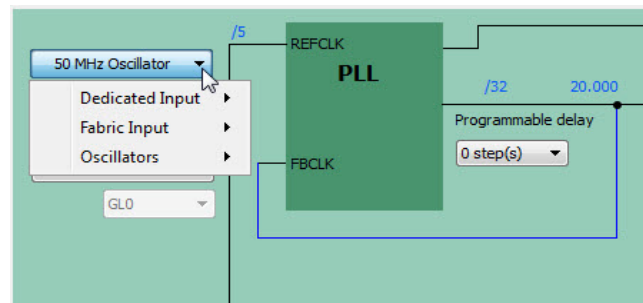 /5
REFCLK
50 MHz Oscillator
PLL
Dedicated Input
/32 20.000
Fabric Input
Programmable delay
Oscillators
0 step(s)
FBCLK
GL0